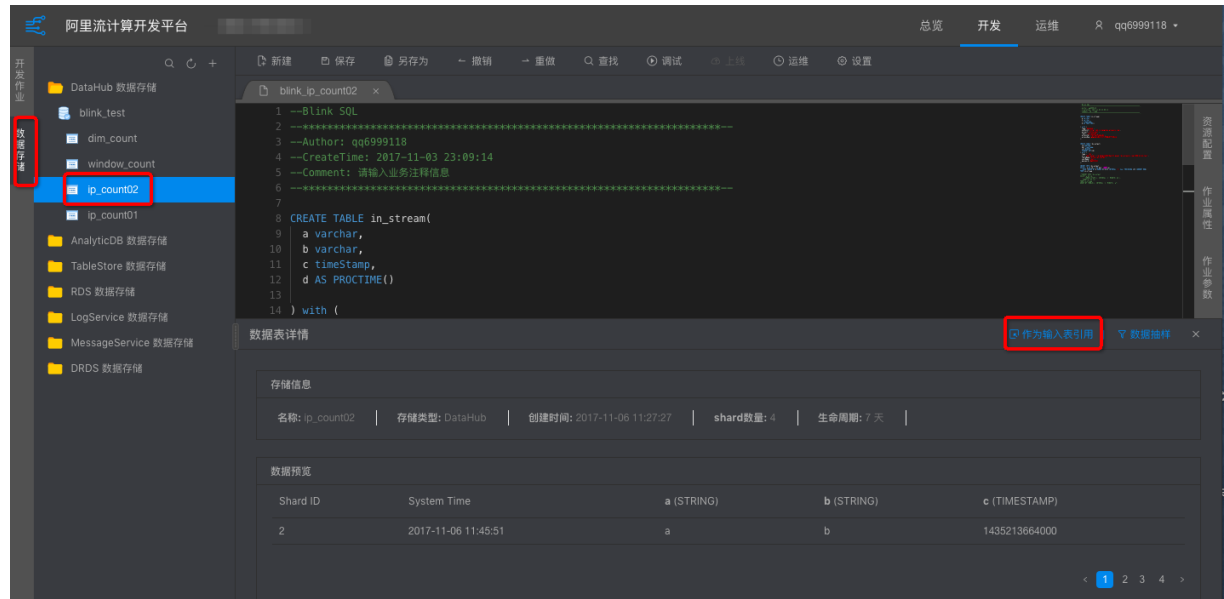 阿里流计算开发平台
总览 开发 运维 qq6999118
开发作业
数据存储
DataHub 数据存储
blink_test
dim_count
window_count
ip_count02
ip_count01
AnalyticDB 数据存储
TableStore 数据存储
RDS 数据存储
LogService 数据存储
MessageService 数据存储
DRDS 数据存储
新建 保存 另存为 撤销 重做 查找 调试 上线 运维 设置
blink_ip_count02 ×
1 --Blink SQL
2 --********************************************************************--
3 --Author: qq6999118
4 --CreateTime: 2017-11-03 23:09:14
5 --Comment: 请输入业务注释信息
6 --********************************************************************--
7
8 CREATE TABLE in_stream(
9 a varchar,
10 b varchar,
11 c timeStamp,
12 d AS PROCTIME()
13
14 ) with (
资源配置
作业属性
作业参数
数据表详情 作为输入表引用 数据抽样 ×
存储信息
名称: ip_count02 存储类型: DataHub 创建时间: 2017-11-06 11:27:27 shard数量: 4 生命周期: 7 天
数据预览
Shard ID System Time a (STRING) b (STRING) c (TIMESTAMP)
2 2017-11-06 11:45:51 a b 1435213664000
< 1 2 3 4 >